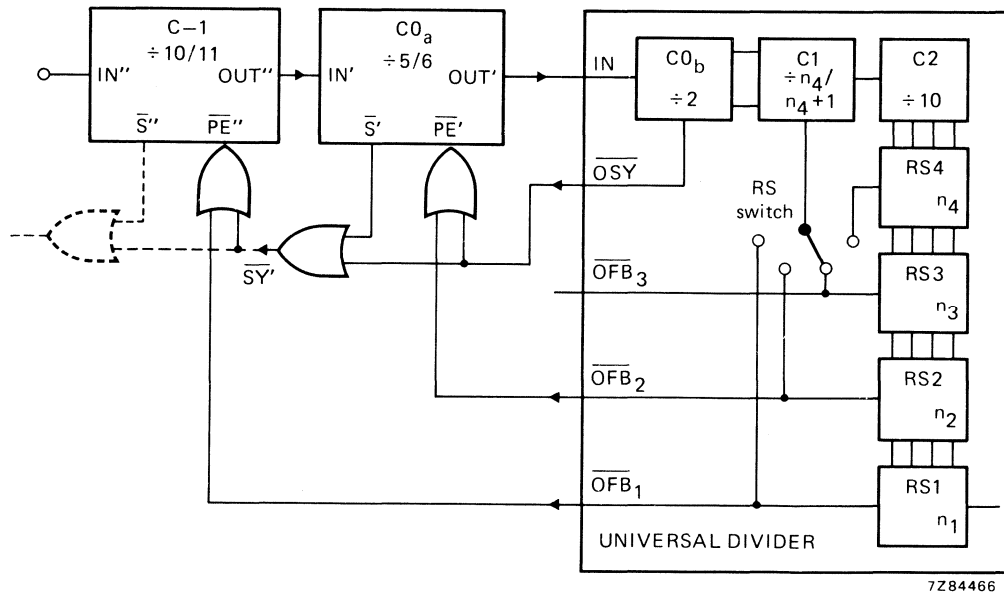 C−1
÷ 10/11
IN" OUT"
S̅" P̅E̅"
C0a
÷ 5/6
IN' OUT'
S̅' P̅E̅'
IN
C0b
÷ 2
C1
÷ n4/
n4+1
C2
÷ 10
O̅S̅Y̅
RS
switch
RS4
n4
S̅Y̅'
O̅F̅B̅3
RS3
n3
O̅F̅B̅2
RS2
n2
O̅F̅B̅1
RS1
n1
UNIVERSAL DIVIDER
7Z84466